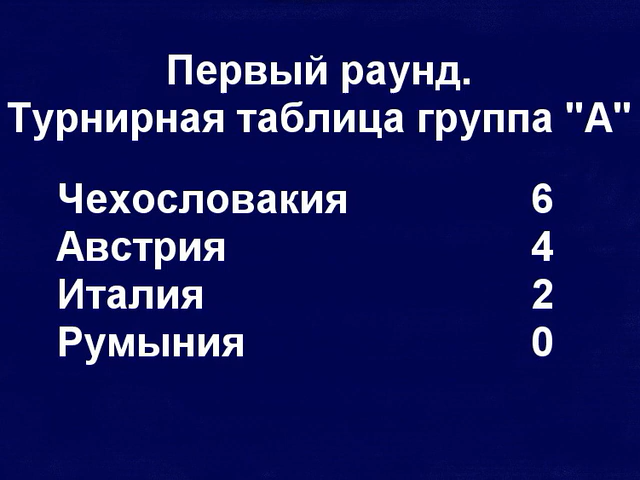 Первый раунд.
Турнирная таблица группа "А"
Чехословакия 6
Австрия 4
Италия 2
Румыния 0